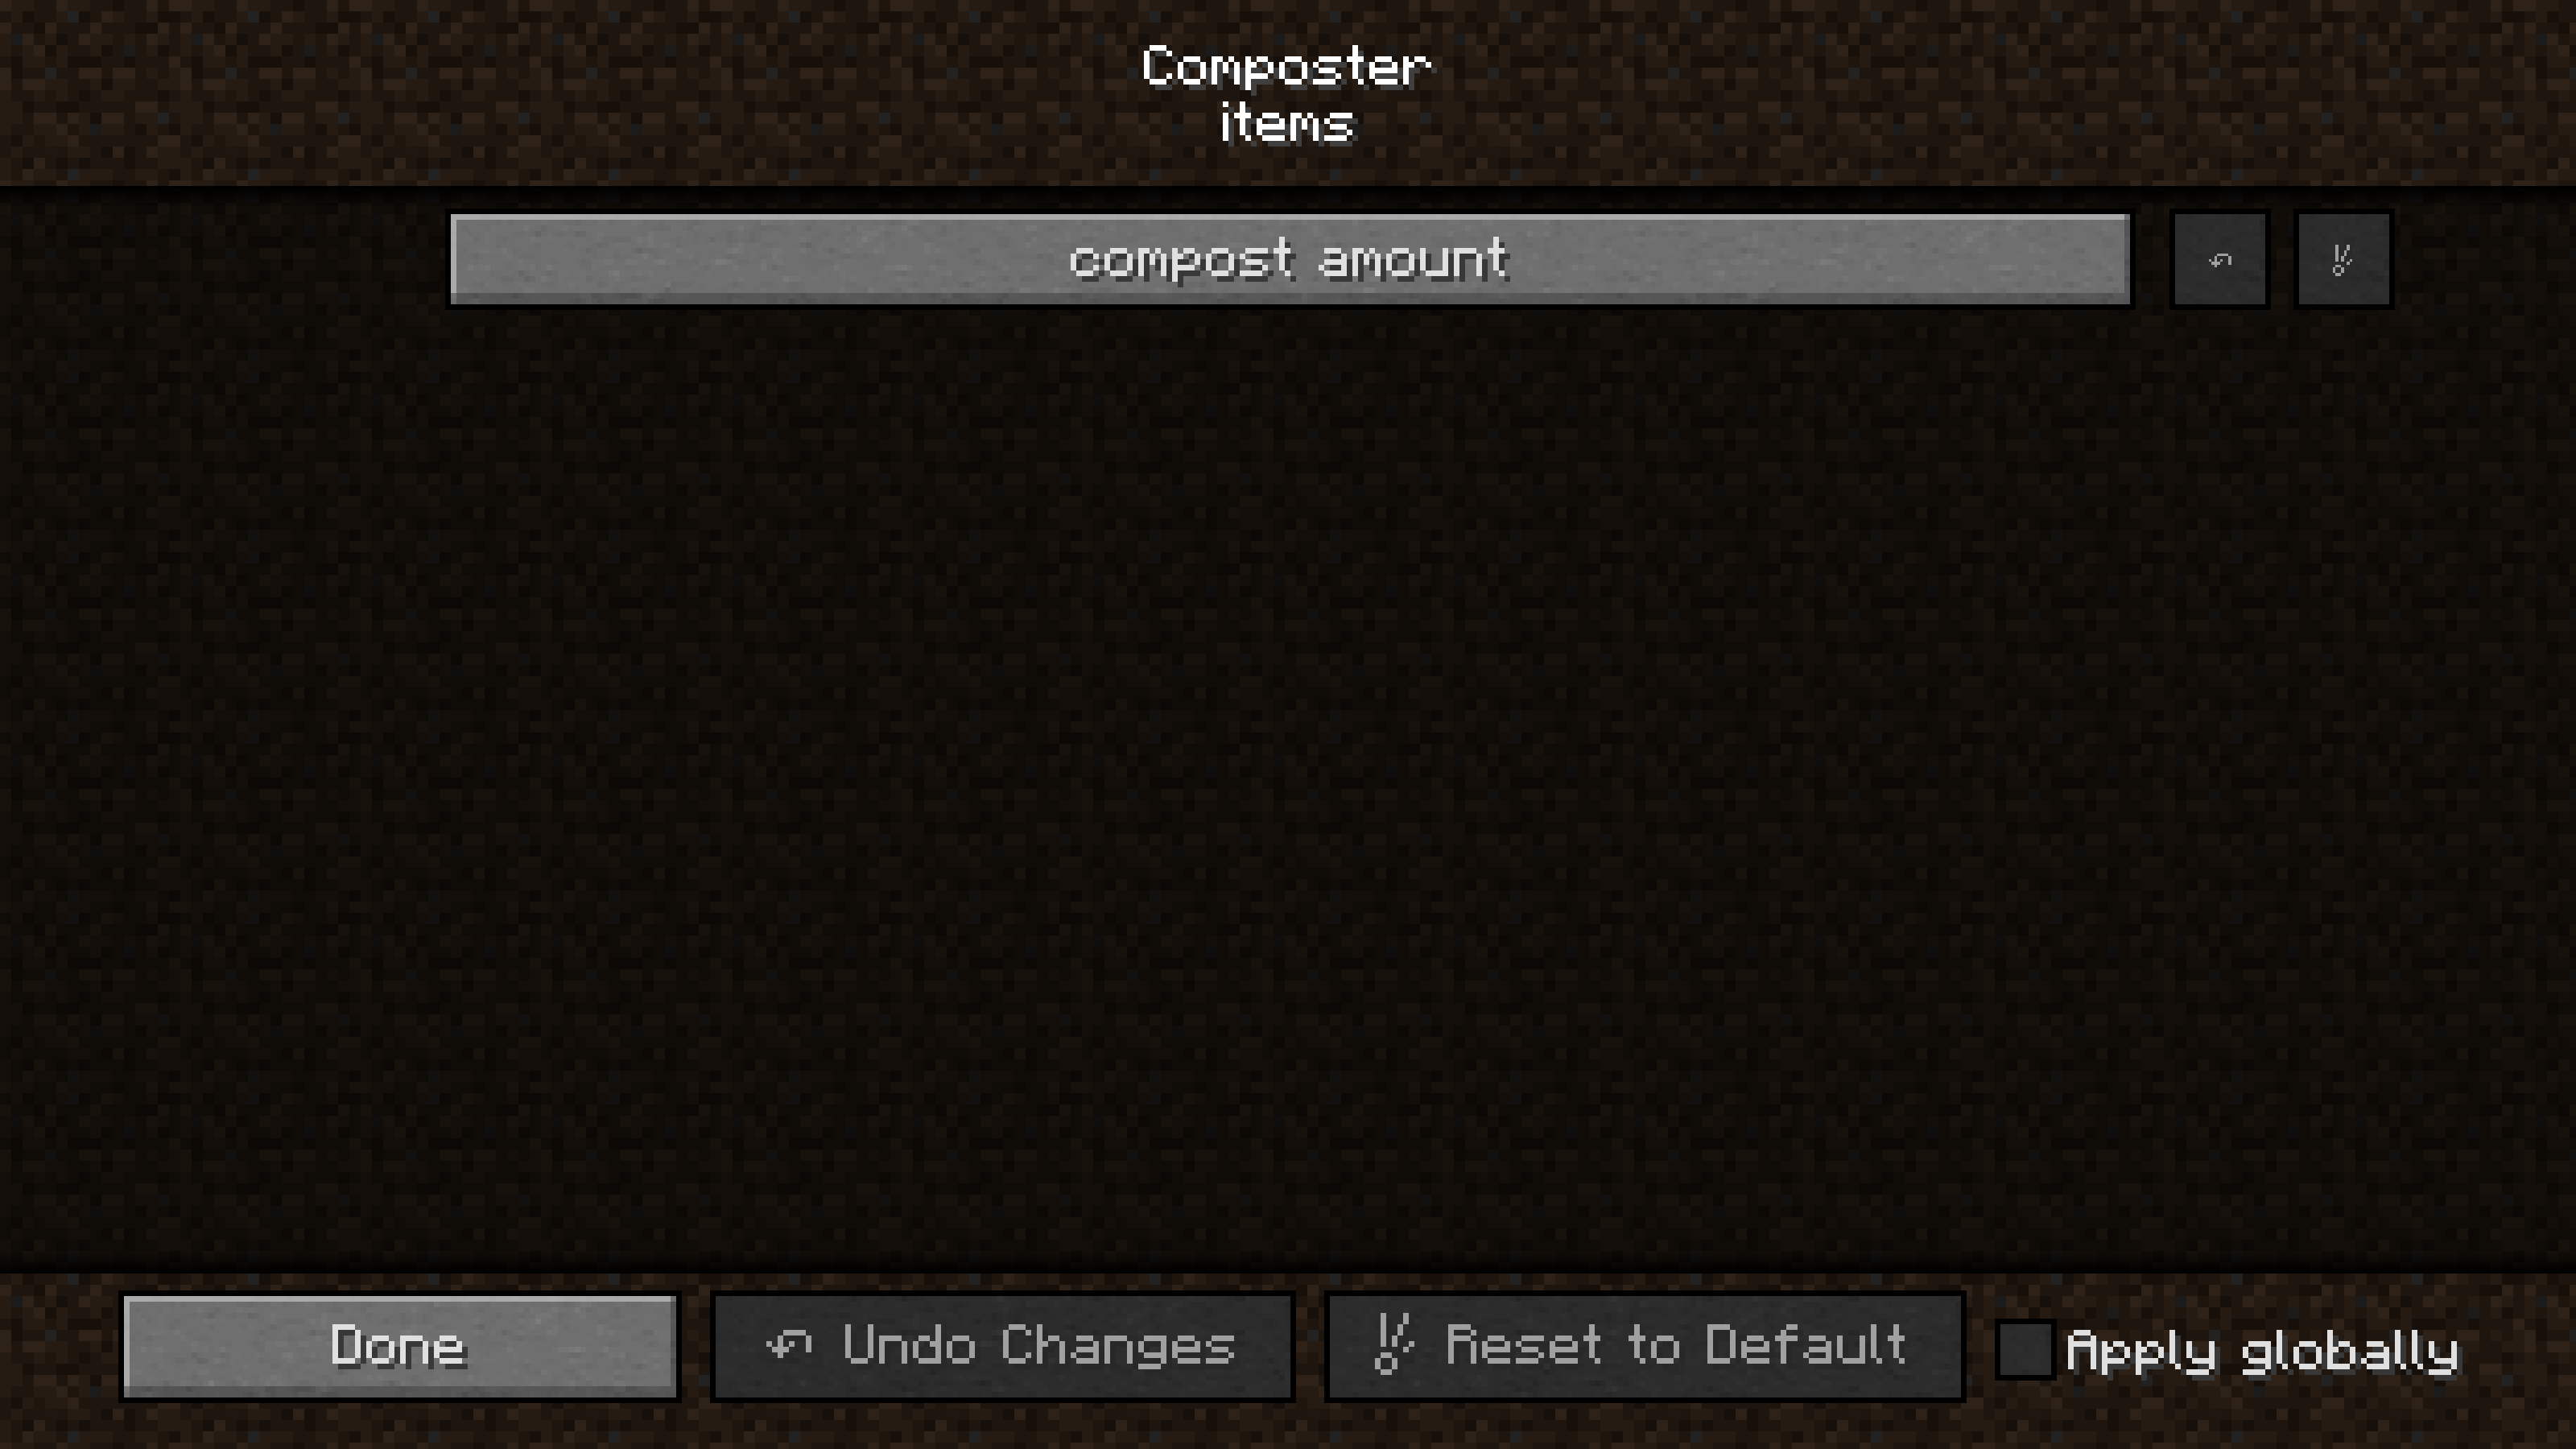 Composter
items
compost amount
Done
Undo Changes
Reset to Default
Apply globally